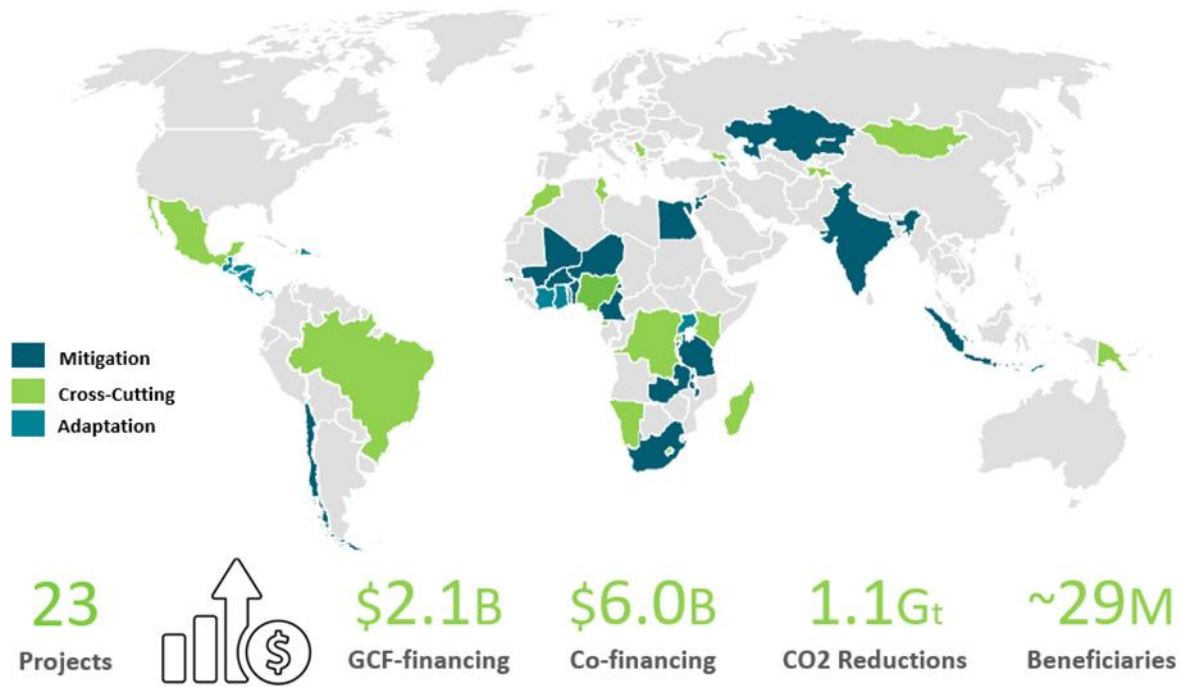 Mitigation
Cross-Cutting
Adaptation
23
Projects
$
$2.1B
GCF-financing
$6.0B
Co-financing
1.1Gt
CO2 Reductions
~29M
Beneficiaries